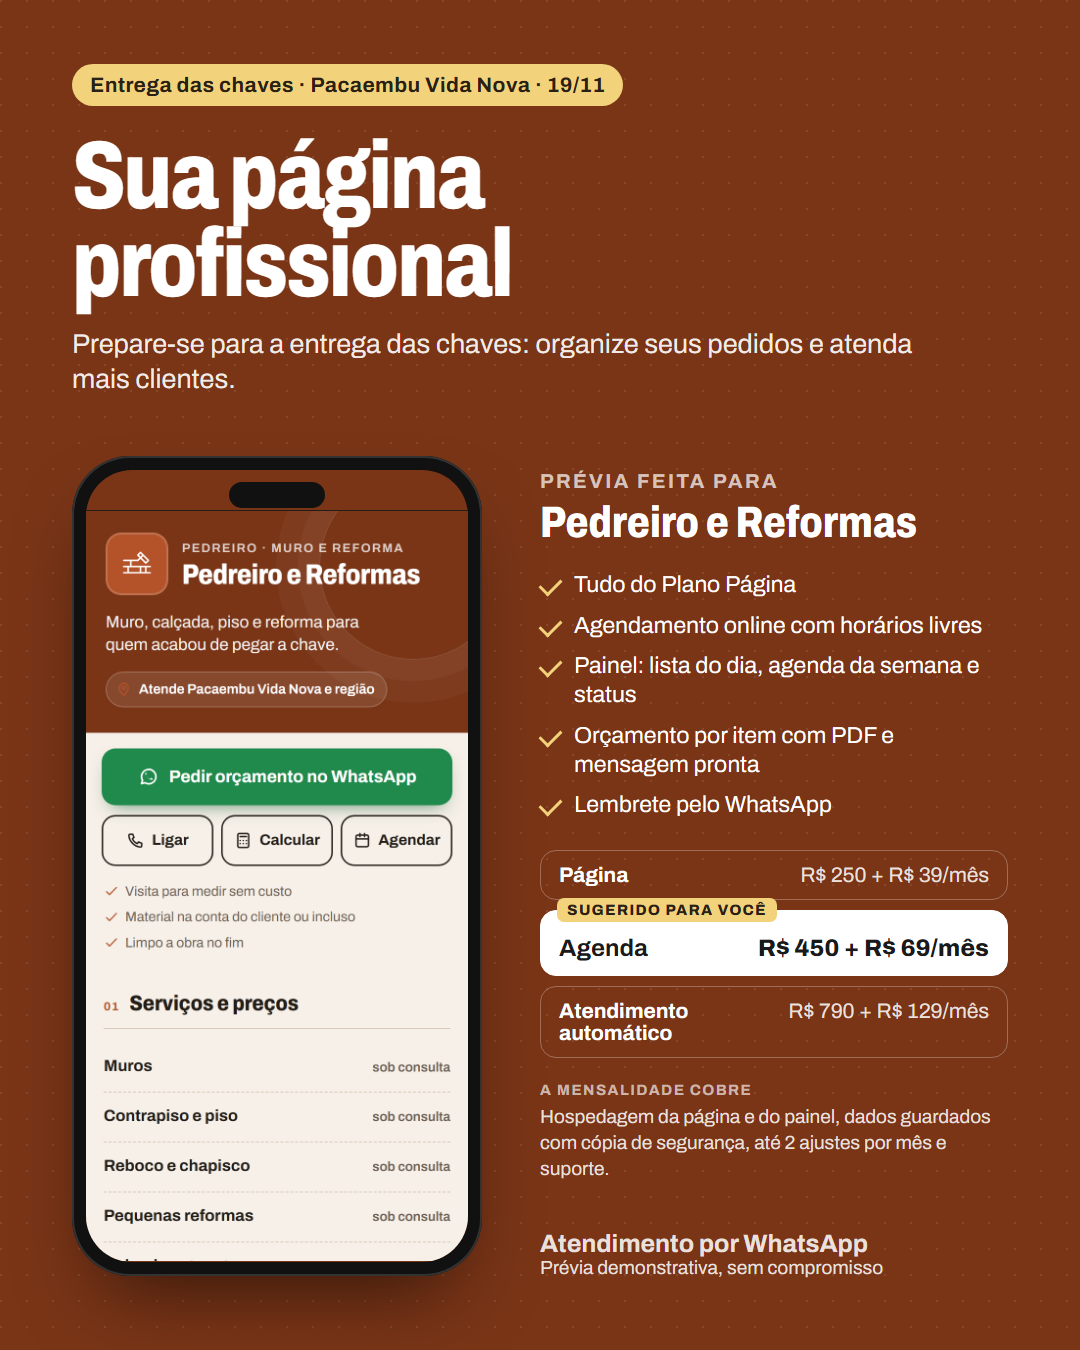 Entrega das chaves · Pacaembu Vida Nova · 19/11
Sua página
profissional
Prepare-se para a entrega das chaves: organize seus pedidos e atenda
mais clientes.
PEDREIRO · MURO E REFORMA
Pedreiro e Reformas
Muro, calçada, piso e reforma para
quem acabou de pegar a chave.
Atende Pacaembu Vida Nova e região
Pedir orçamento no WhatsApp
Ligar
Calcular
Agendar
Visita para medir sem custo
Material na conta do cliente ou incluso
Limpo a obra no fim
01 Serviços e preços
Muros sob consulta
Contrapiso e piso sob consulta
Reboco e chapisco sob consulta
Pequenas reformas sob consulta
PRÉVIA FEITA PARA
Pedreiro e Reformas
Tudo do Plano Página
Agendamento online com horários livres
Painel: lista do dia, agenda da semana e
status
Orçamento por item com PDF e
mensagem pronta
Lembrete pelo WhatsApp
Página R$ 250 + R$ 39/mês
SUGERIDO PARA VOCÊ
Agenda R$ 450 + R$ 69/mês
Atendimento R$ 790 + R$ 129/mês
automático
A MENSALIDADE COBRE
Hospedagem da página e do painel, dados guardados
com cópia de segurança, até 2 ajustes por mês e
suporte.
Atendimento por WhatsApp
Prévia demonstrativa, sem compromisso